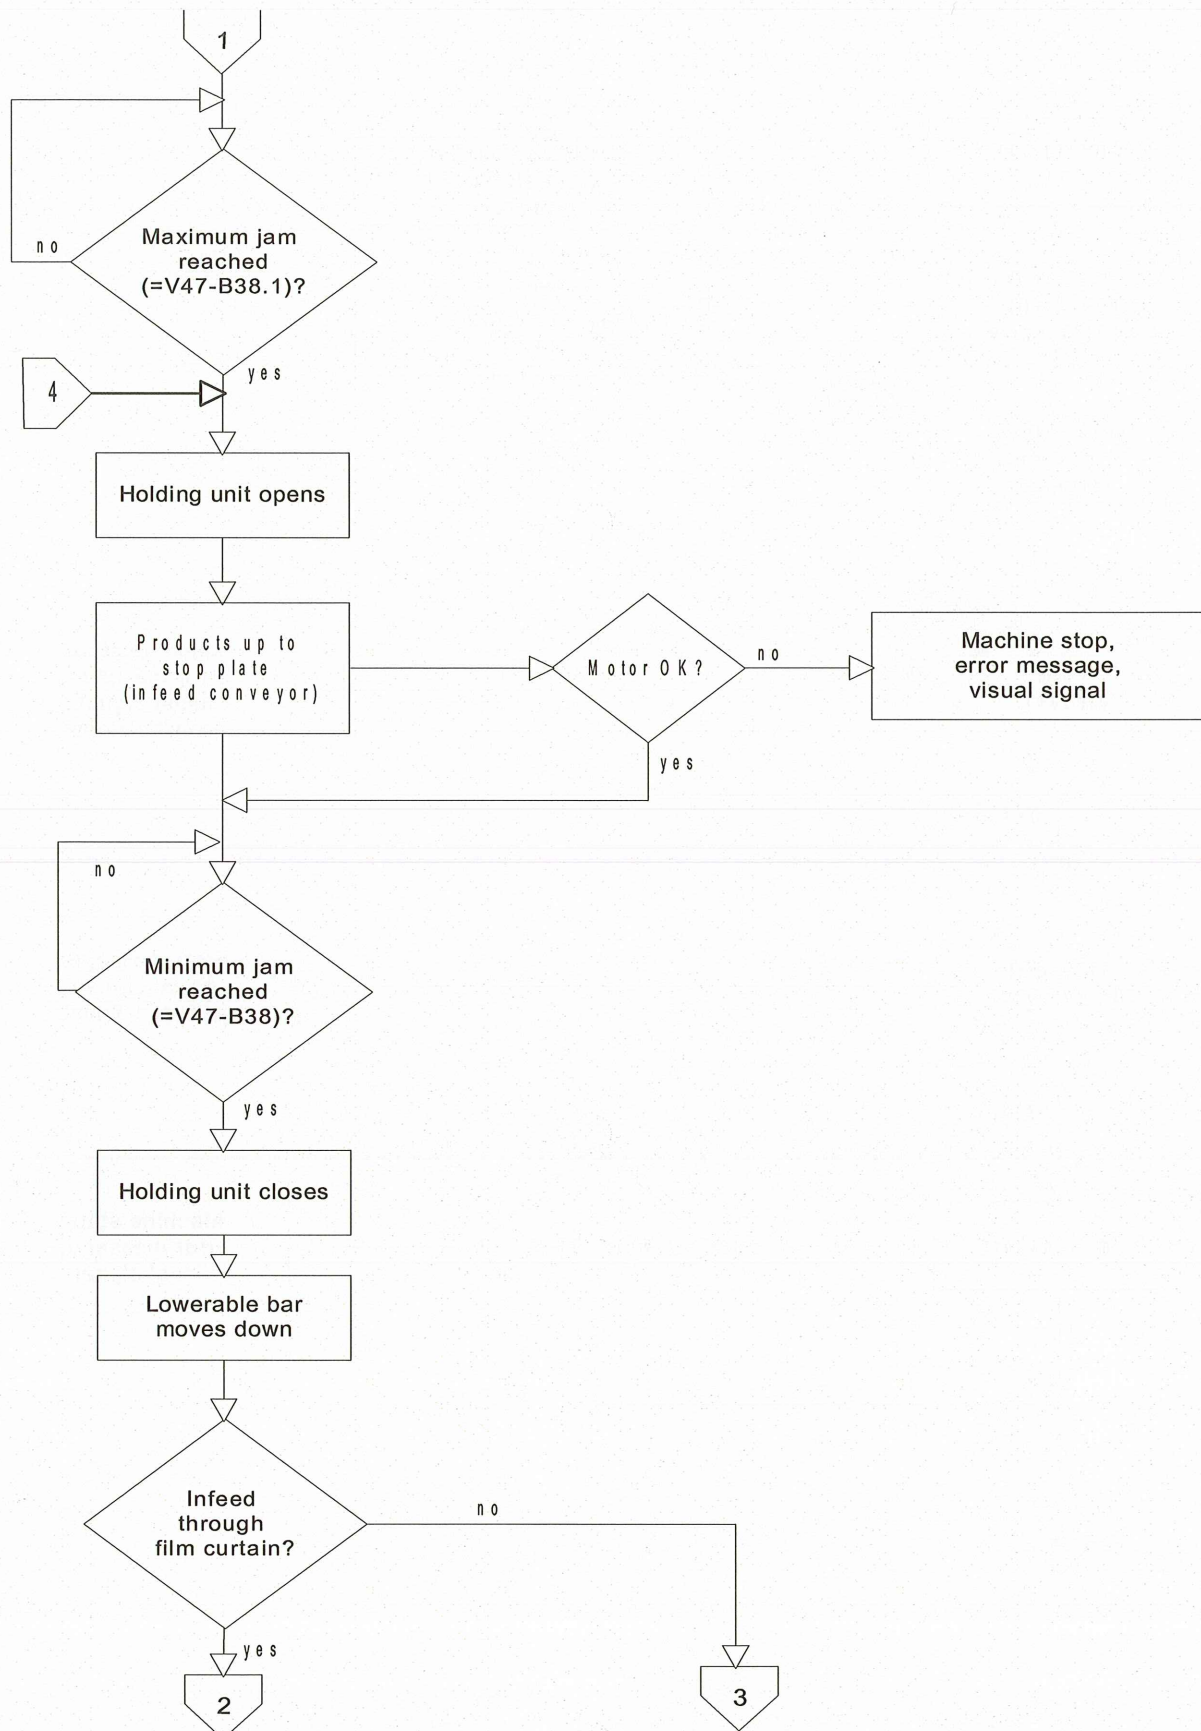 1
Maximum jam
reached
(=V47-B38.1)?
no
yes
4
Holding unit opens
Products up to
stop plate
(infeed conveyor)
Motor OK?
no
Machine stop,
error message,
visual signal
yes
no
Minimum jam
reached
(=V47-B38)?
yes
Holding unit closes
Lowerable bar
moves down
Infeed
through
film curtain?
no
yes
2
3